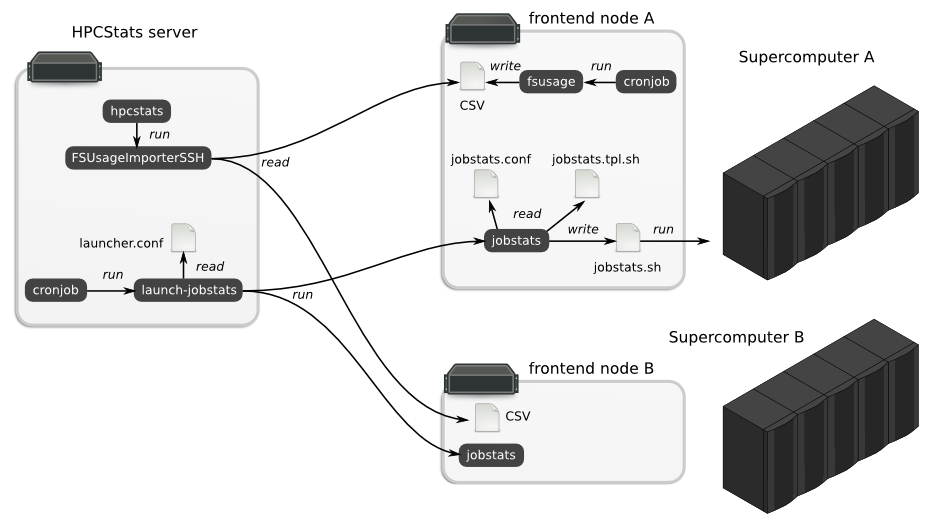 HPCStats server
hpcstats
run
FSUsageImporterSSH
read
launcher.conf
read
cronjob
run
launch-jobstats
run
frontend node A
CSV
write
fsusage
run
cronjob
jobstats.conf
jobstats.tpl.sh
read
jobstats
write
run
jobstats.sh
Supercomputer A
frontend node B
CSV
jobstats
Supercomputer B